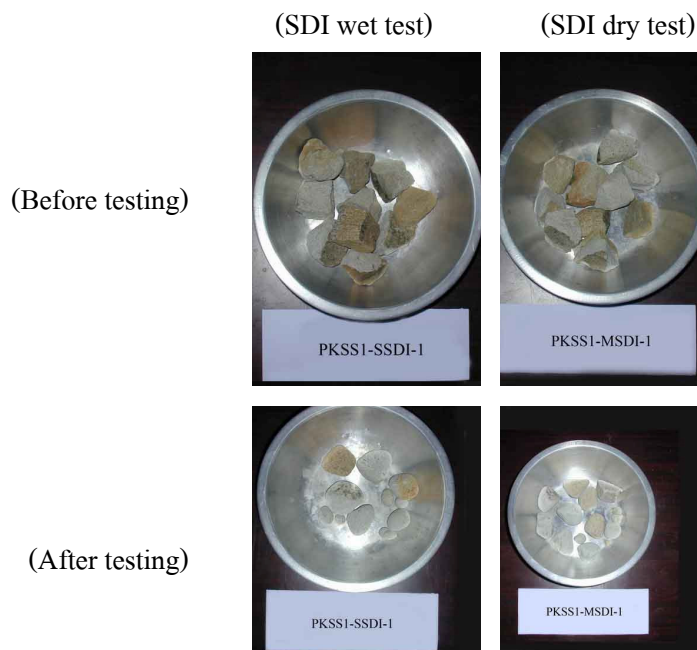 (SDI wet test) (SDI dry test)
(Before testing)
PKSS1-SSDI-1 PKSS1-MSDI-1
(After testing)
PKSS1-SSDI-1 PKSS1-MSDI-1